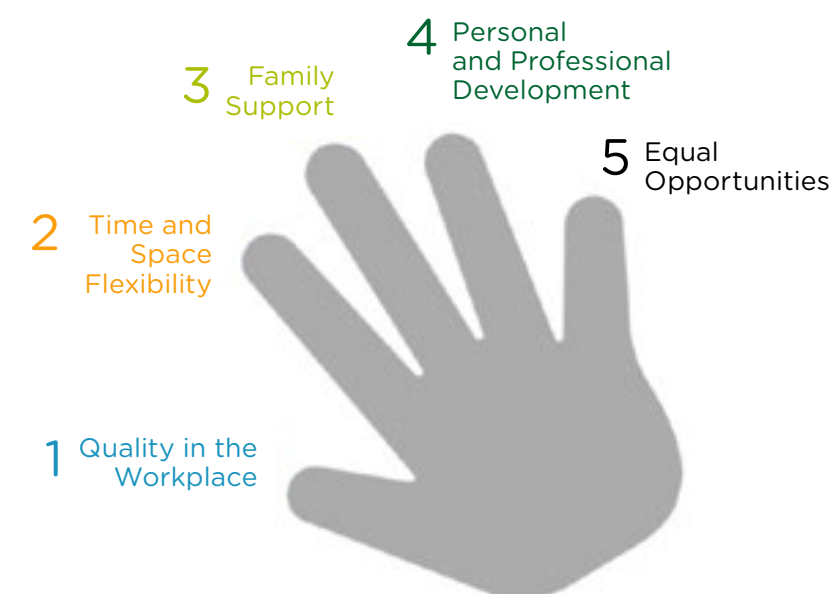 1 Quality in the
Workplace
2 Time and
Space
Flexibility
3 Family
Support
4 Personal
and Professional
Development
5 Equal
Opportunities